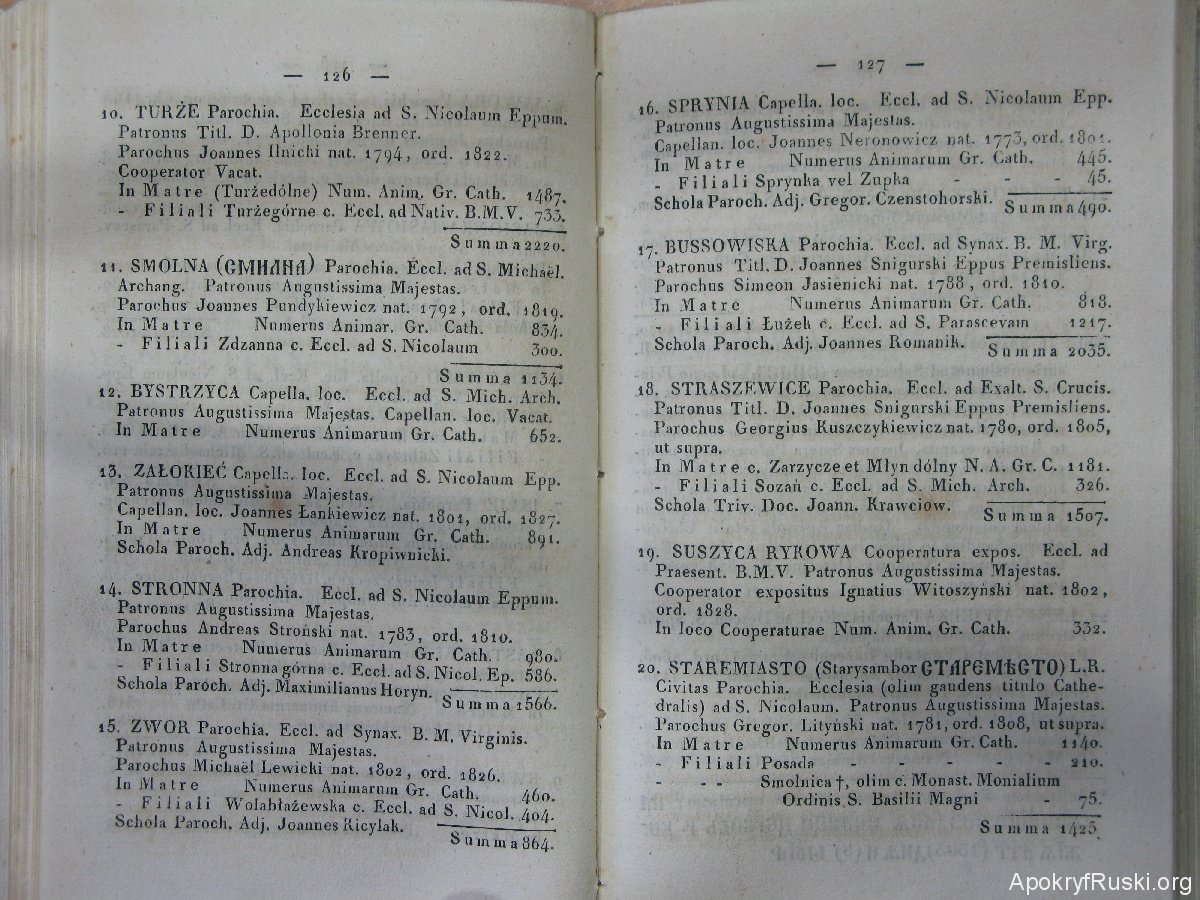 — 126 —
10. TURŻE Parochia. Ecclesia ad S. Nicolaum Eppum.
Patronus Titl. D. Apollonia Brenner.
Parochus Joannes Ilnicki nat. 1794, ord. 1822.
Cooperator Vacat.
In Matre (Turżedólne) Num. Anim. Gr. Cath. 1487.
- Filiali Turżegórne c. Eccl. ad Nativ. B.M.V. 733.
Summa 2220.
11. SMOLNA (СМИЛНА) Parochia. Eccl. ad S. Michaël.
Archang. Patronus Augustissima Majestas.
Parochus Joannes Pundykiewicz nat. 1792, ord. 1819.
In Matre Numerus Animar. Gr. Cath. 834.
- Filiali Zdzanna c. Eccl. ad S. Nicolaum 300.
Summa 1134.
12. BYSTRZYCA Capella. loc. Eccl. ad S. Mich. Arch.
Patronus Augustissima Majestas. Capellan. loc. Vacat.
In Matre Numerus Animarum Gr. Cath. 652.
13. ZAŁOKIEĆ Capella. loc. Eccl. ad S. Nicolaum Epp.
Patronus Augustissima Majestas.
Capellan. loc. Joannes Łankiewicz nat. 1801, ord. 1827.
In Matre Numerus Animarum Gr. Cath. 891.
Schola Paroch. Adj. Andreas Kropiwnicki.
14. STRONNA Parochia. Eccl. ad S. Nicolaum Eppum.
Patronus Augustissima Majestas.
Parochus Andreas Stroński nat. 1783, ord. 1810.
In Matre Numerus Animarum Gr. Cath. 980.
- Filiali Stronna górna c. Eccl. ad S. Nicol. Ep. 586.
Schola Paroch. Adj. Maximilianus Horyn.
Summa 1566.
15. ZWOR Parochia. Eccl. ad Synax. B. M. Virginis.
Patronus Augustissima Majestas.
Parochus Michaël Lewicki nat. 1802, ord. 1826.
In Matre Numerus Animarum Gr. Cath. 460.
- Filiali Wolabłażewska c. Eccl. ad S. Nicol. 404.
Schola Paroch. Adj. Joannes Kicylak.
Summa 864.
— 127 —
16. SPRYNIA Capella. loc. Eccl. ad S. Nicolaum Epp.
Patronus Augustissima Majestas.
Capellan. loc. Joannes Neronowicz nat. 1773, ord. 1801.
In Matre Numerus Animarum Gr. Cath. 445.
- Filiali Sprynka vel Zupka - - - 45.
Schola Paroch. Adj. Gregor. Czenstohorski.
Summa 490.
17. BUSSOWISKA Parochia. Eccl. ad Synax. B. M. Virg.
Patronus Titl. D. Joannes Snigurski Eppus Premisliens.
Parochus Simeon Jasienicki nat. 1788, ord. 1810.
In Matre Numerus Animarum Gr. Cath. 818.
- Filiali Łużek c. Eccl. ad S. Parascevam 1217.
Schola Paroch. Adj. Joannes Romanik.
Summa 2035.
18. STRASZEWICE Parochia. Eccl. ad Exalt. S. Crucis.
Patronus Titl. D. Joannes Snigurski Eppus Premisliens.
Parochus Georgius Kuszczykiewicz nat. 1780, ord. 1805,
ut supra.
In Matre c. Zarzycze et Młyn dólny N. A. Gr. C. 1181.
- Filiali Sozań c. Eccl. ad S. Mich. Arch. 326.
Schola Triv. Doc. Joann. Krawciow.
Summa 1507.
19. SUSZYCA RYKOWA Cooperatura expos. Eccl. ad
Praesent. B.M.V. Patronus Augustissima Majestas.
Cooperator expositus Ignatius Witoszyński nat. 1802,
ord. 1828.
In loco Cooperaturae Num. Anim. Gr. Cath. 332.
20. STAREMIASTO (Starysambor СТАРЄМѢСТО) L.R.
Civitas Parochia. Ecclesia (olim gaudens titulo Cathe-
dralis) ad S. Nicolaum. Patronus Augustissima Majestas.
Parochus Gregor. Lityński nat. 1781, ord. 1808, ut supra.
In Matre Numerus Animarum Gr. Cath. 1140.
- Filiali Posada - - - - - 210.
- - - Smolnica †, olim c. Monast. Monialium
Ordinis S. Basilii Magni - 75.
Summa 1425
ApokryfRuski.org